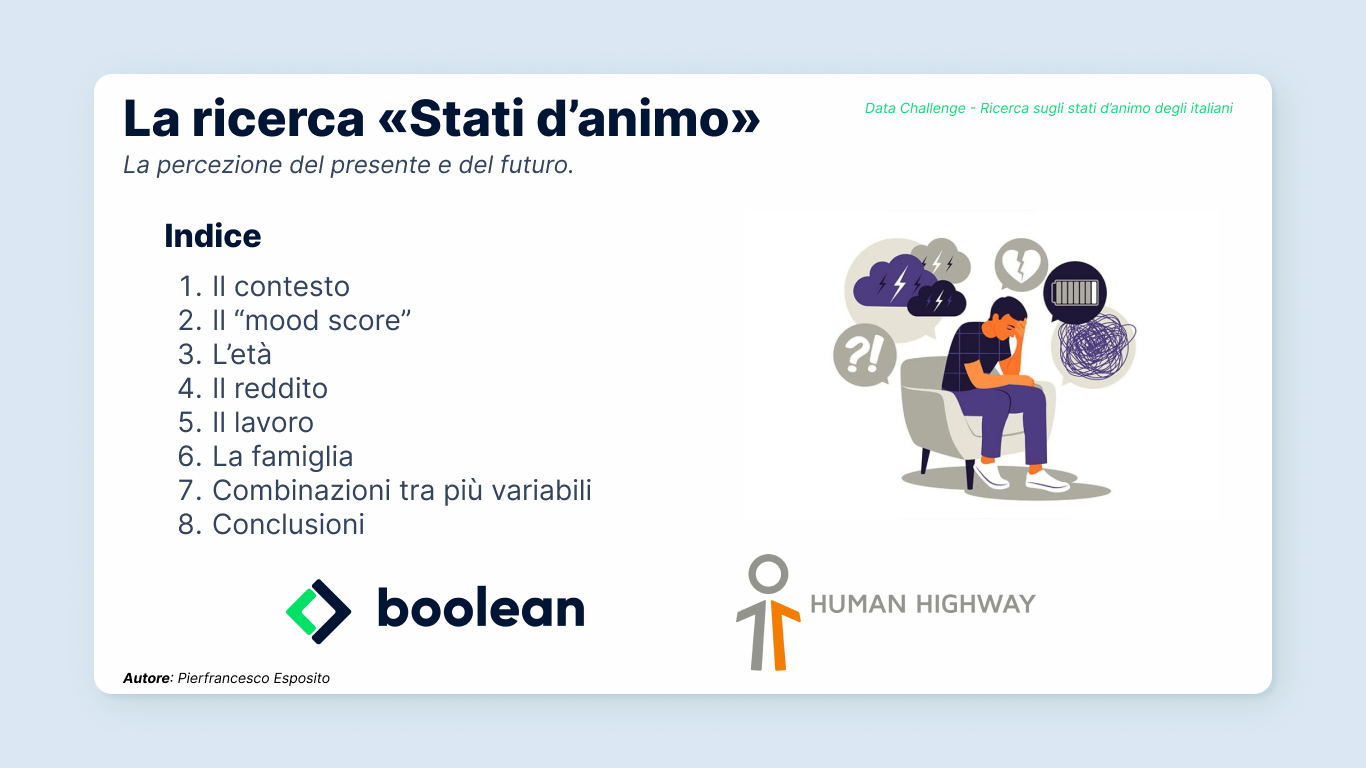 La ricerca «Stati d’animo»
Data Challenge - Ricerca sugli stati d’animo degli italiani
La percezione del presente e del futuro.
Indice
1. Il contesto
2. Il “mood score”
3. L’età
4. Il reddito
5. Il lavoro
6. La famiglia
7. Combinazioni tra più variabili
8. Conclusioni
?!
boolean
HUMAN HIGHWAY
Autore: Pierfrancesco Esposito